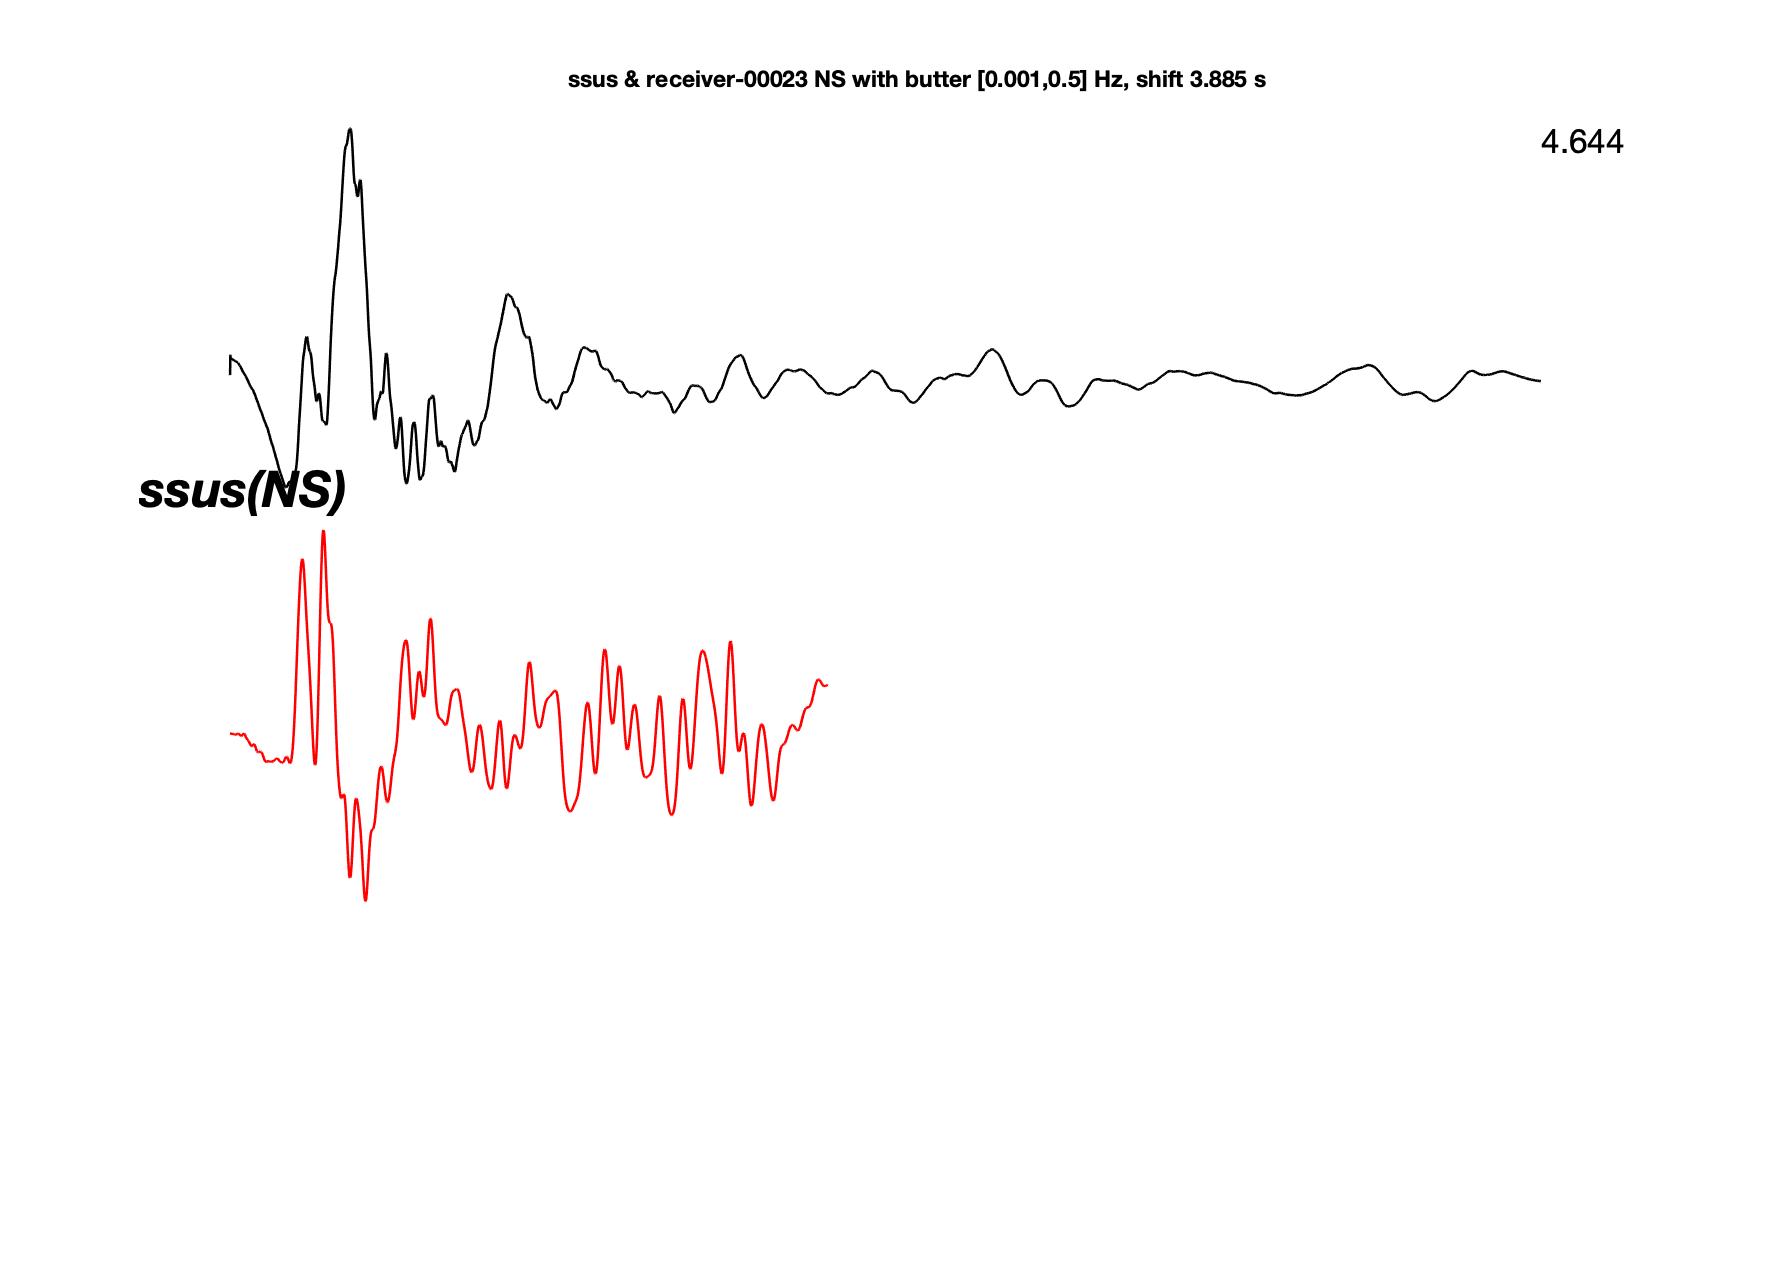 ssus & receiver-00023 NS with butter [0.001,0.5] Hz, shift 3.885 s
4.644
ssus(NS)